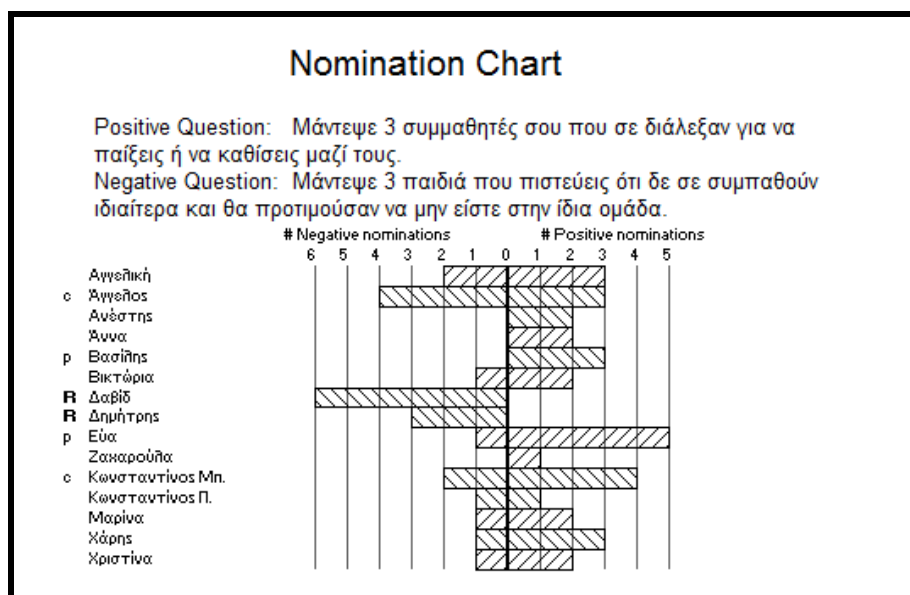 Nomination Chart
Positive Question: Μάντεψε 3 συμμαθητές σου που σε διάλεξαν για να
παίξεις ή να καθίσεις μαζί τους.
Negative Question: Μάντεψε 3 παιδιά που πιστεύεις ότι δε σε συμπαθούν
ιδιαίτερα και θα προτιμούσαν να μην είστε στην ίδια ομάδα.
# Negative nominations # Positive nominations
6 5 4 3 2 1 0 1 2 3 4 5
Αγγελική
c Άγγελος
Ανέστης
Άννα
p Βασίλης
Βικτώρια
R Δαβίδ
R Δημήτρης
p Εύα
Ζαχαρούλα
c Κωνσταντίνος Μπ.
Κωνσταντίνος Π.
Μαρίνα
Χάρης
Χριστίνα